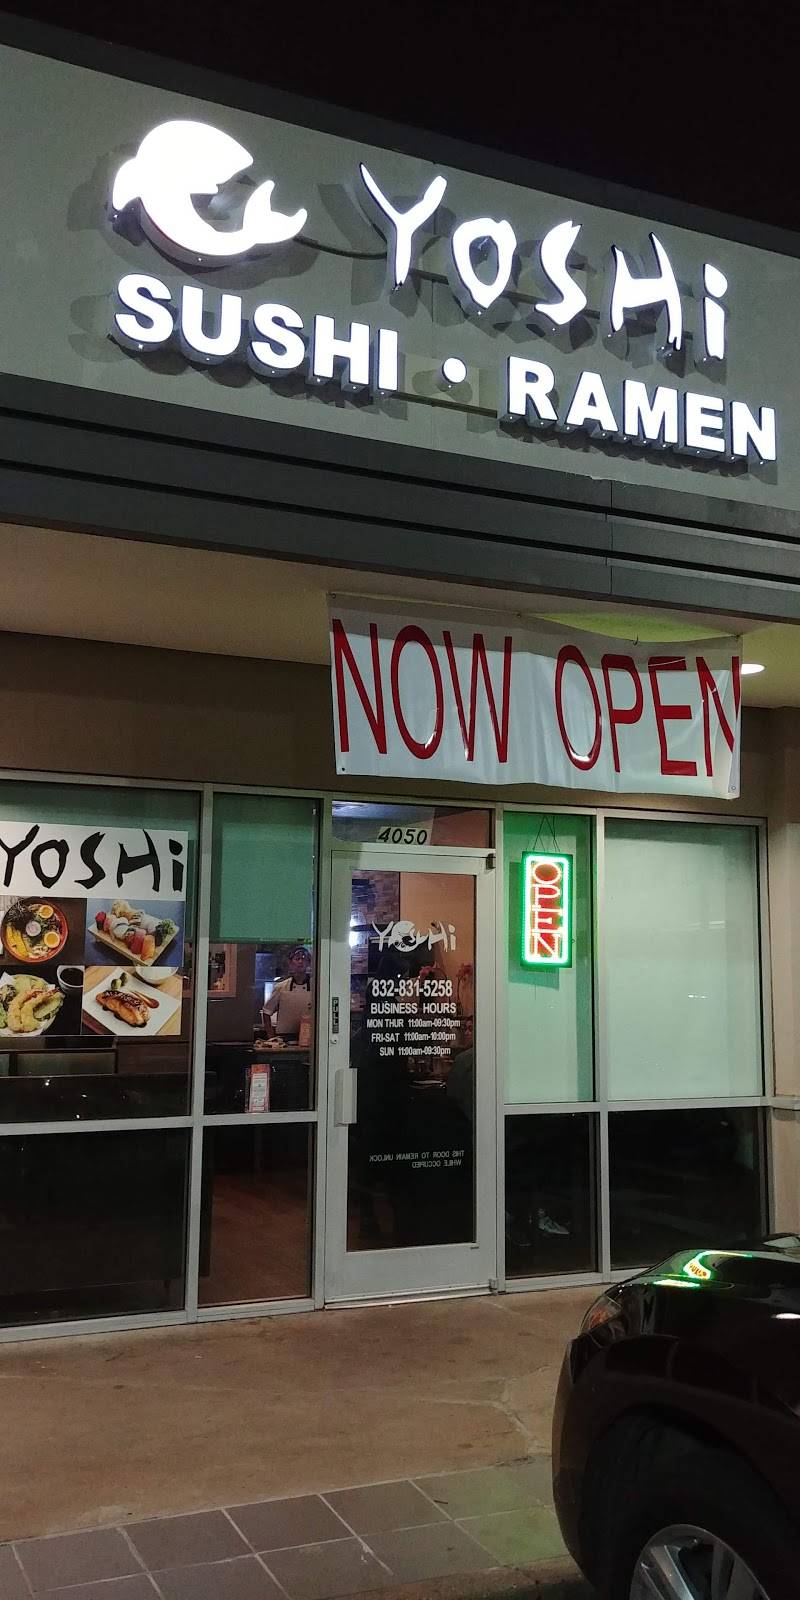 YOSHi
SUSHI • RAMEN
NOW OPEN
4050
YOSHi
OPEN
YOSHi
832-831-5258
BUSINESS HOURS
MON THUR 11:00am-09:30pm
FRI-SAT 11:00am-10:00pm
SUN 11:00am-09:30pm
THIS DOOR TO REMAIN UNLOCK
WHILE OCCUPIED